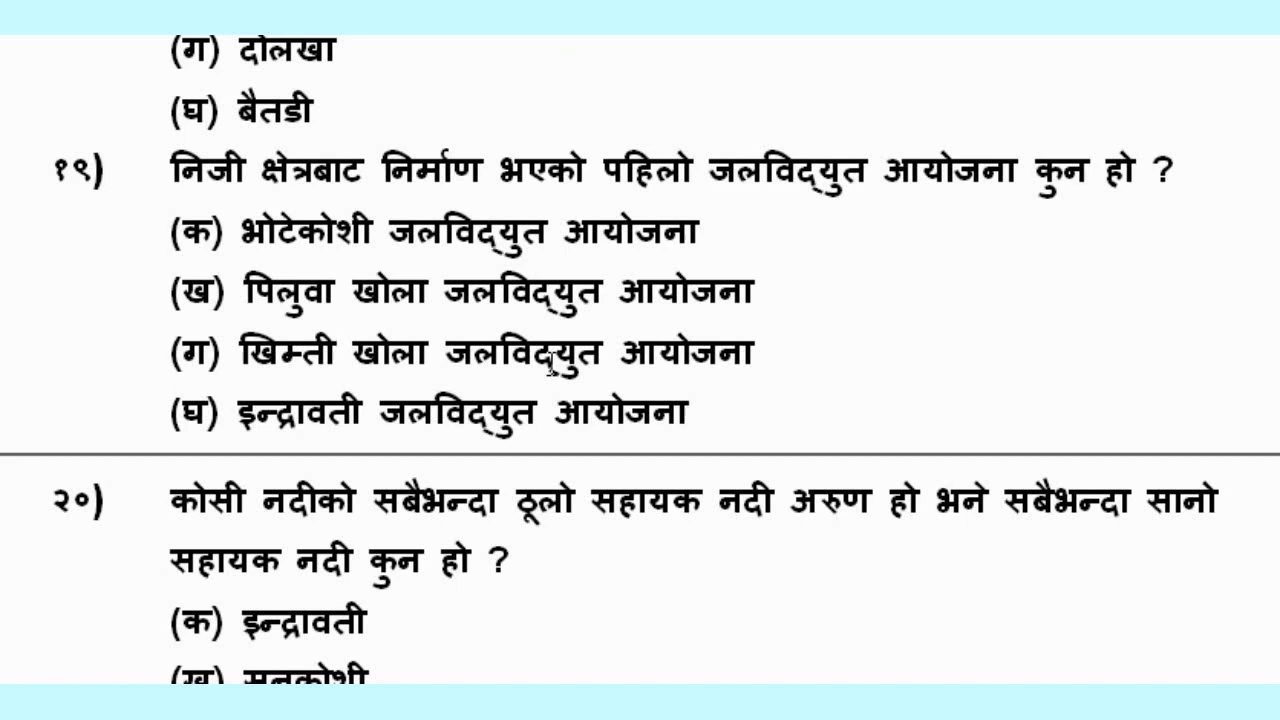 (ग) दोलखा
(घ) बैतडी
१९) निजी क्षेत्रबाट निर्माण भएको पहिलो जलविद्युत आयोजना कुन हो ?
(क) भोटेकोशी जलविद्युत आयोजना
(ख) पिलुवा खोला जलविद्युत आयोजना
(ग) खिम्ती खोला जलविद्युत आयोजना
(घ) इन्द्रावती जलविद्युत आयोजना
२०) कोसी नदीको सबैभन्दा ठूलो सहायक नदी अरुण हो भने सबैभन्दा सानो
सहायक नदी कुन हो ?
(क) इन्द्रावती
(ख) सुनकोशी